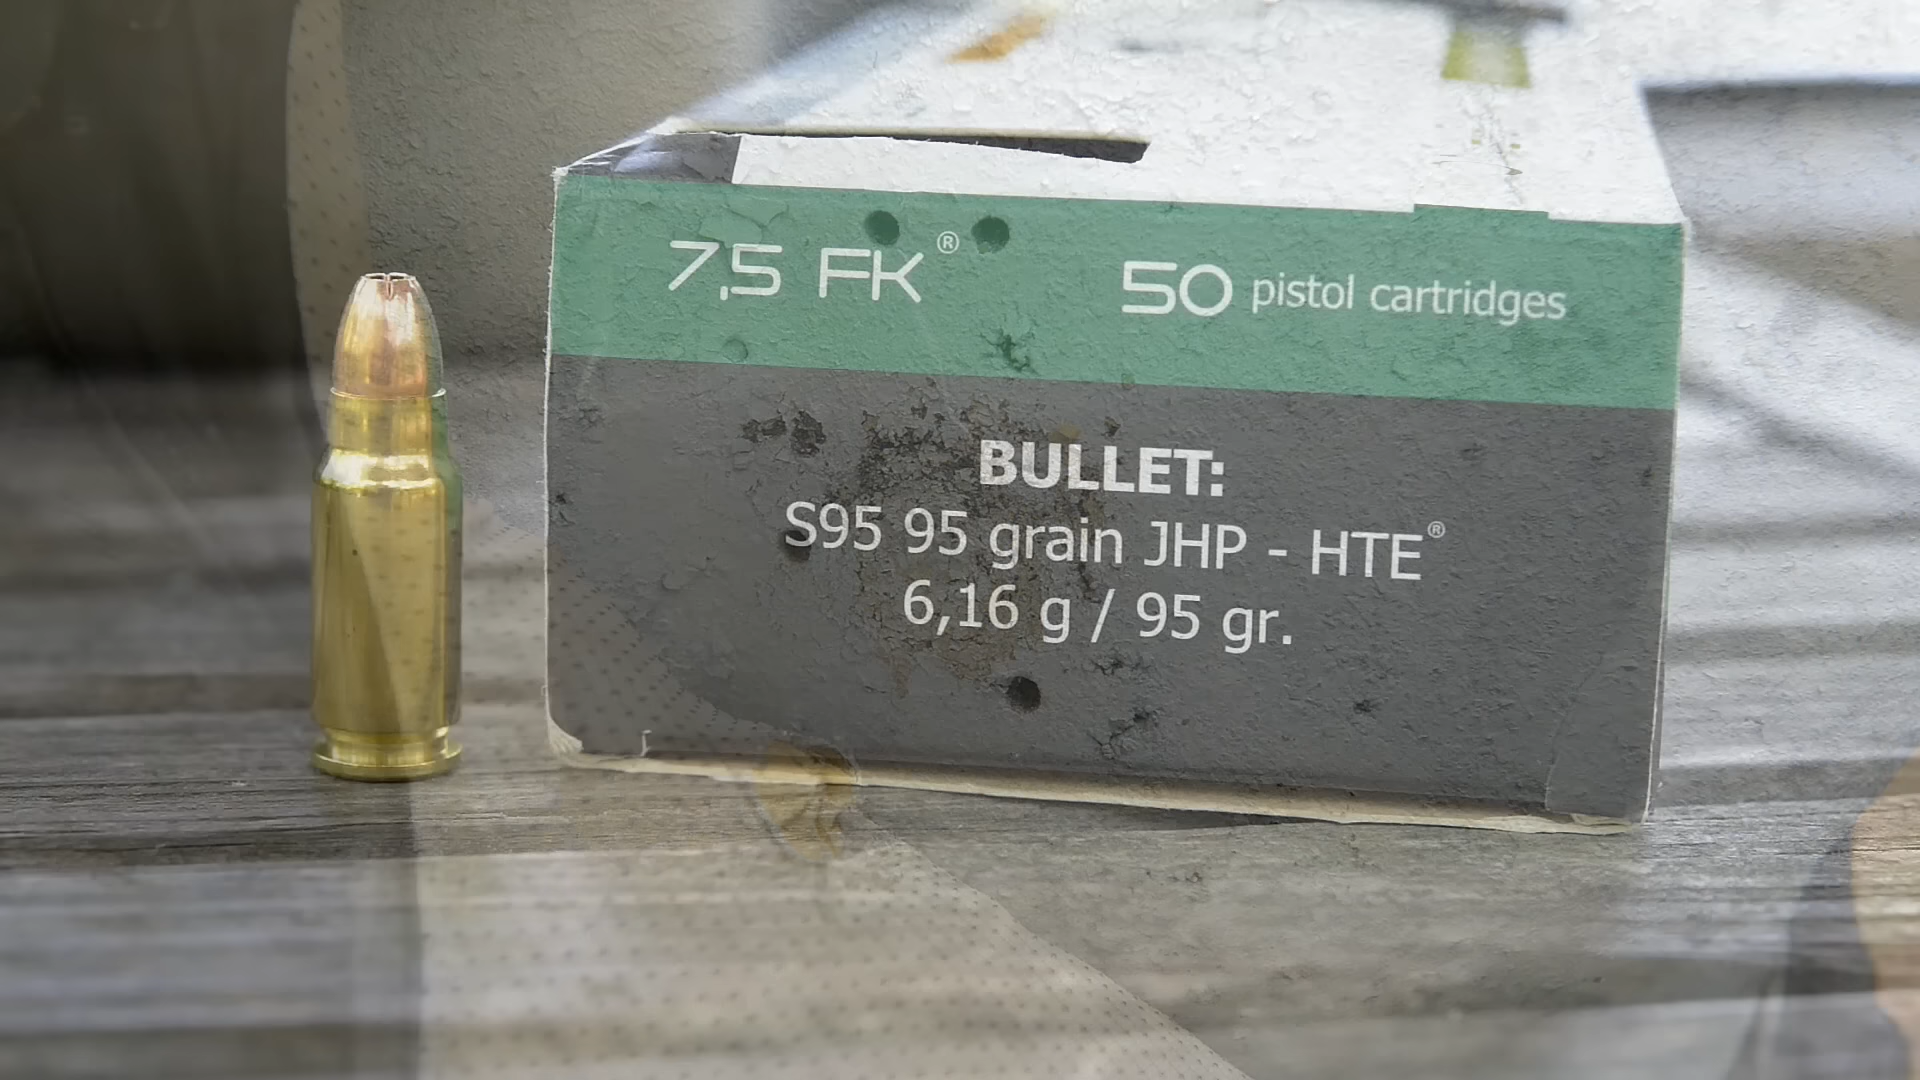 7,5 FK® 50 pistol cartridges
BULLET:
S95 95 grain JHP - HTE®
6,16 g / 95 gr.